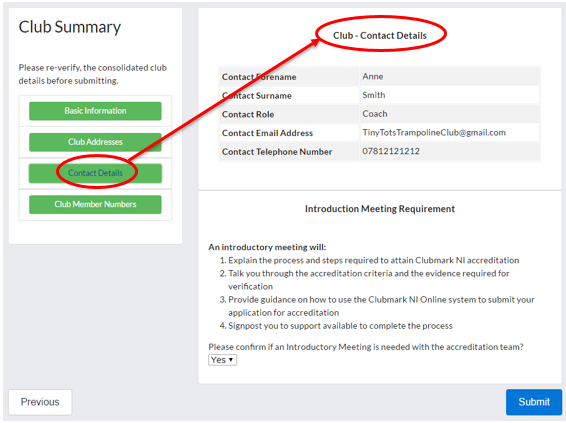 Club Summary
Please re-verify, the consolidated club
details before submitting.
Basic Information
Club Addresses
Contact Details
Club Member Numbers
Club - Contact Details
Contact Forename Anne
Contact Surname Smith
Contact Role Coach
Contact Email Address TinyTotsTrampolineClub@gmail.com
Contact Telephone Number 07812121212
Introduction Meeting Requirement
An introductory meeting will:
1. Explain the process and steps required to attain Clubmark NI accreditation
2. Talk you through the accreditation criteria and the evidence required for
verification
3. Provide guidance on how to use the Clubmark NI Online system to submit your
application for accreditation
4. Signpost you to support available to complete the process
Please confirm if an Introductory Meeting is needed with the accreditation team?
Yes
Previous
Submit